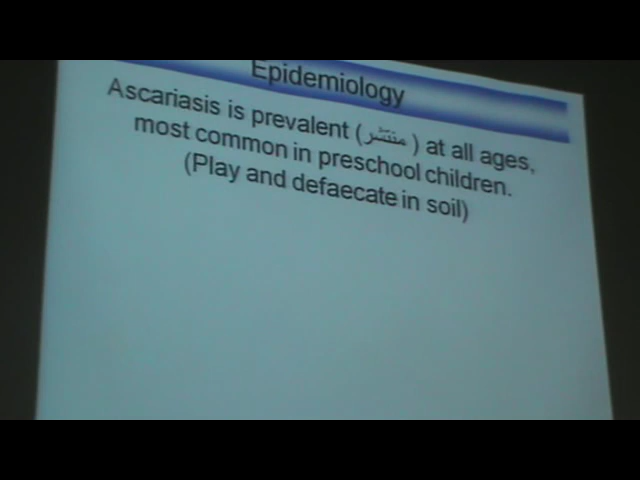 Epidemiology
Ascariasis is prevalent (منتشر) at all ages,
most common in preschool children.
(Play and defaecate in soil)